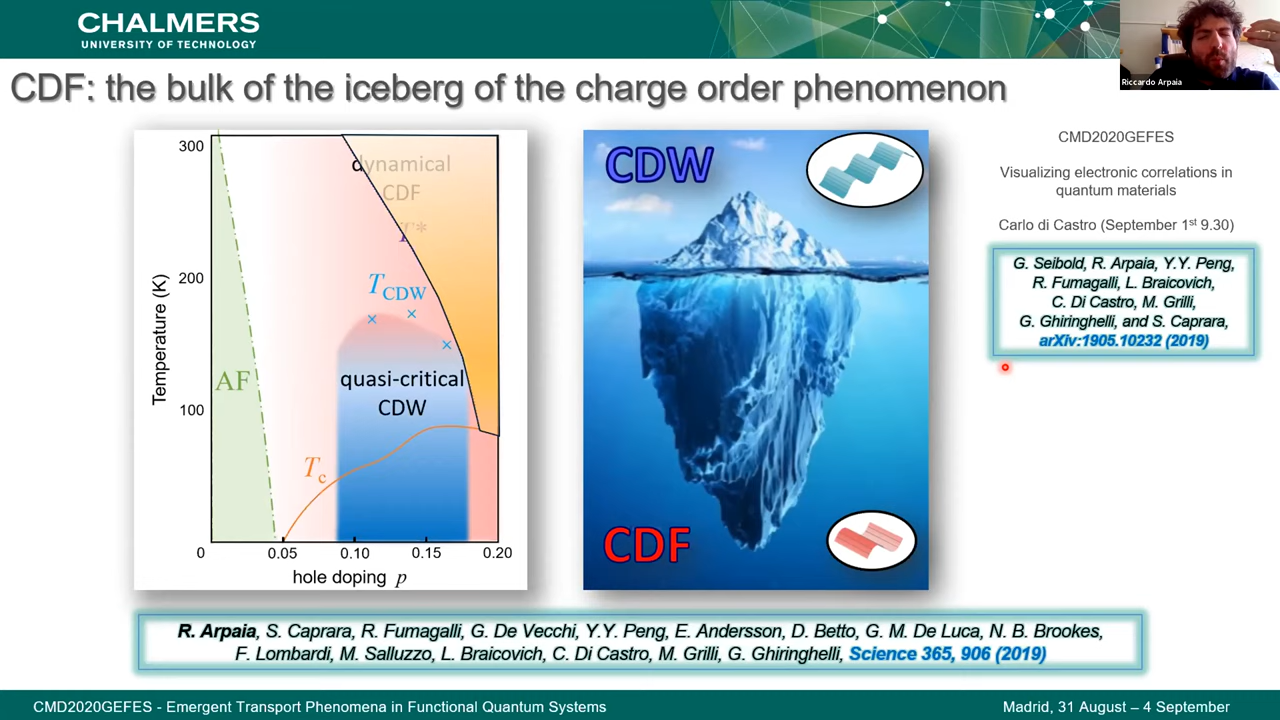 CHALMERS
UNIVERSITY OF TECHNOLOGY
Riccardo Arpaia
CDF: the bulk of the iceberg of the charge order phenomenon
300
200
100
0
Temperature (K)
dynamical
CDF
T*
TCDW
AF
quasi-critical
CDW
Tc
0.05
0.10
0.15
0.20
hole doping p
CDW
CDF
CMD2020GEFES
Visualizing electronic correlations in
quantum materials
Carlo di Castro (September 1st 9.30)
G. Seibold, R. Arpaia, Y.Y. Peng,
R. Fumagalli, L. Braicovich,
C. Di Castro, M. Grilli,
G. Ghiringhelli, and S. Caprara,
arXiv:1905.10232 (2019)
R. Arpaia, S. Caprara, R. Fumagalli, G. De Vecchi, Y.Y. Peng, E. Andersson, D. Betto, G. M. De Luca, N. B. Brookes,
F. Lombardi, M. Salluzzo, L. Braicovich, C. Di Castro, M. Grilli, G. Ghiringhelli, Science 365, 906 (2019)
CMD2020GEFES - Emergent Transport Phenomena in Functional Quantum Systems
Madrid, 31 August – 4 September